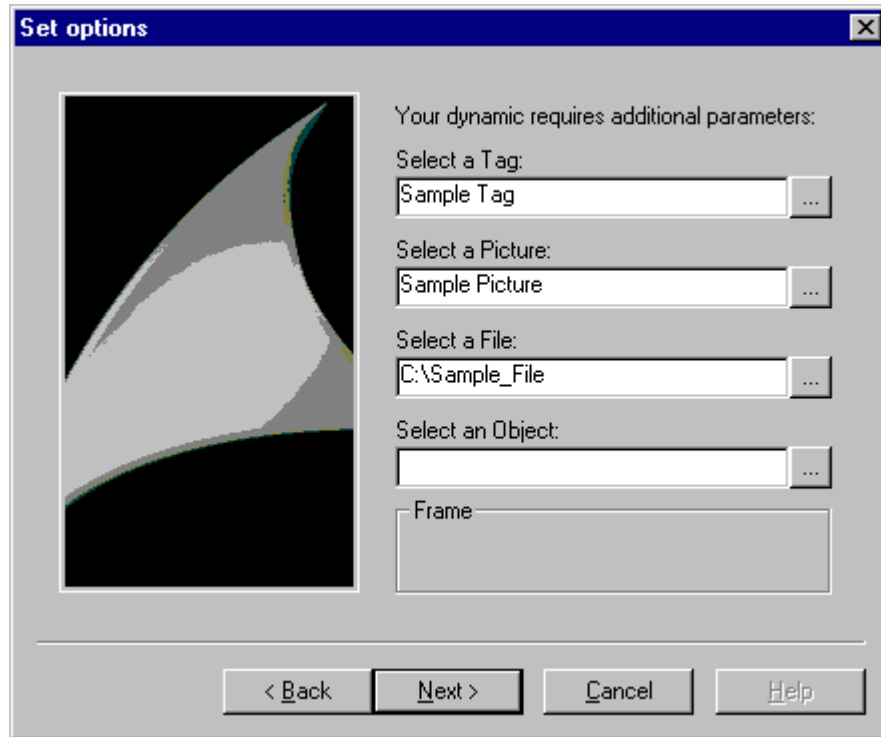 Set options
Your dynamic requires additional parameters:
Select a Tag:
Sample Tag
...
Select a Picture:
Sample Picture
...
Select a File:
C:\Sample_File
...
Select an Object:
...
Frame
< Back
Next >
Cancel
Help